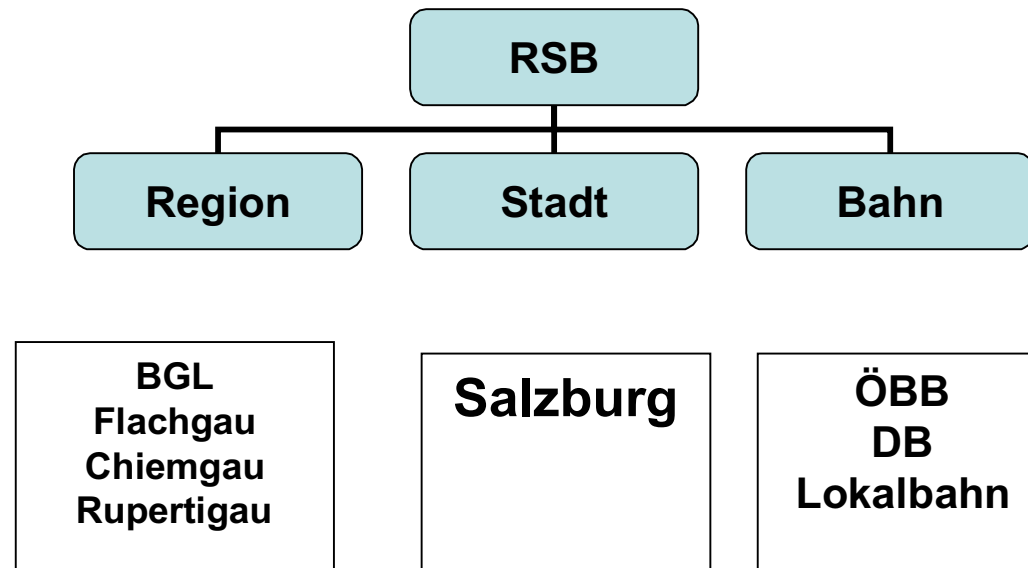 RSB
Region
Stadt
Bahn
BGL
Flachgau
Chiemgau
Rupertigau
Salzburg
ÖBB
DB
Lokalbahn